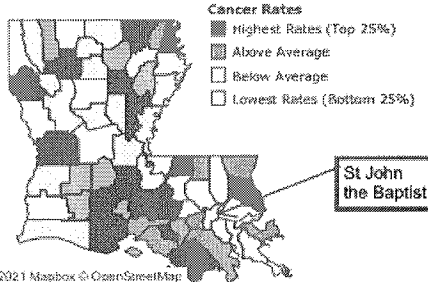 Cancer Rates
Highest Rates (Top 25%)
Above Average
Below Average
Lowest Rates (Bottom 25%)
St John
the Baptist
2021 Mapbox © OpenStreetMap